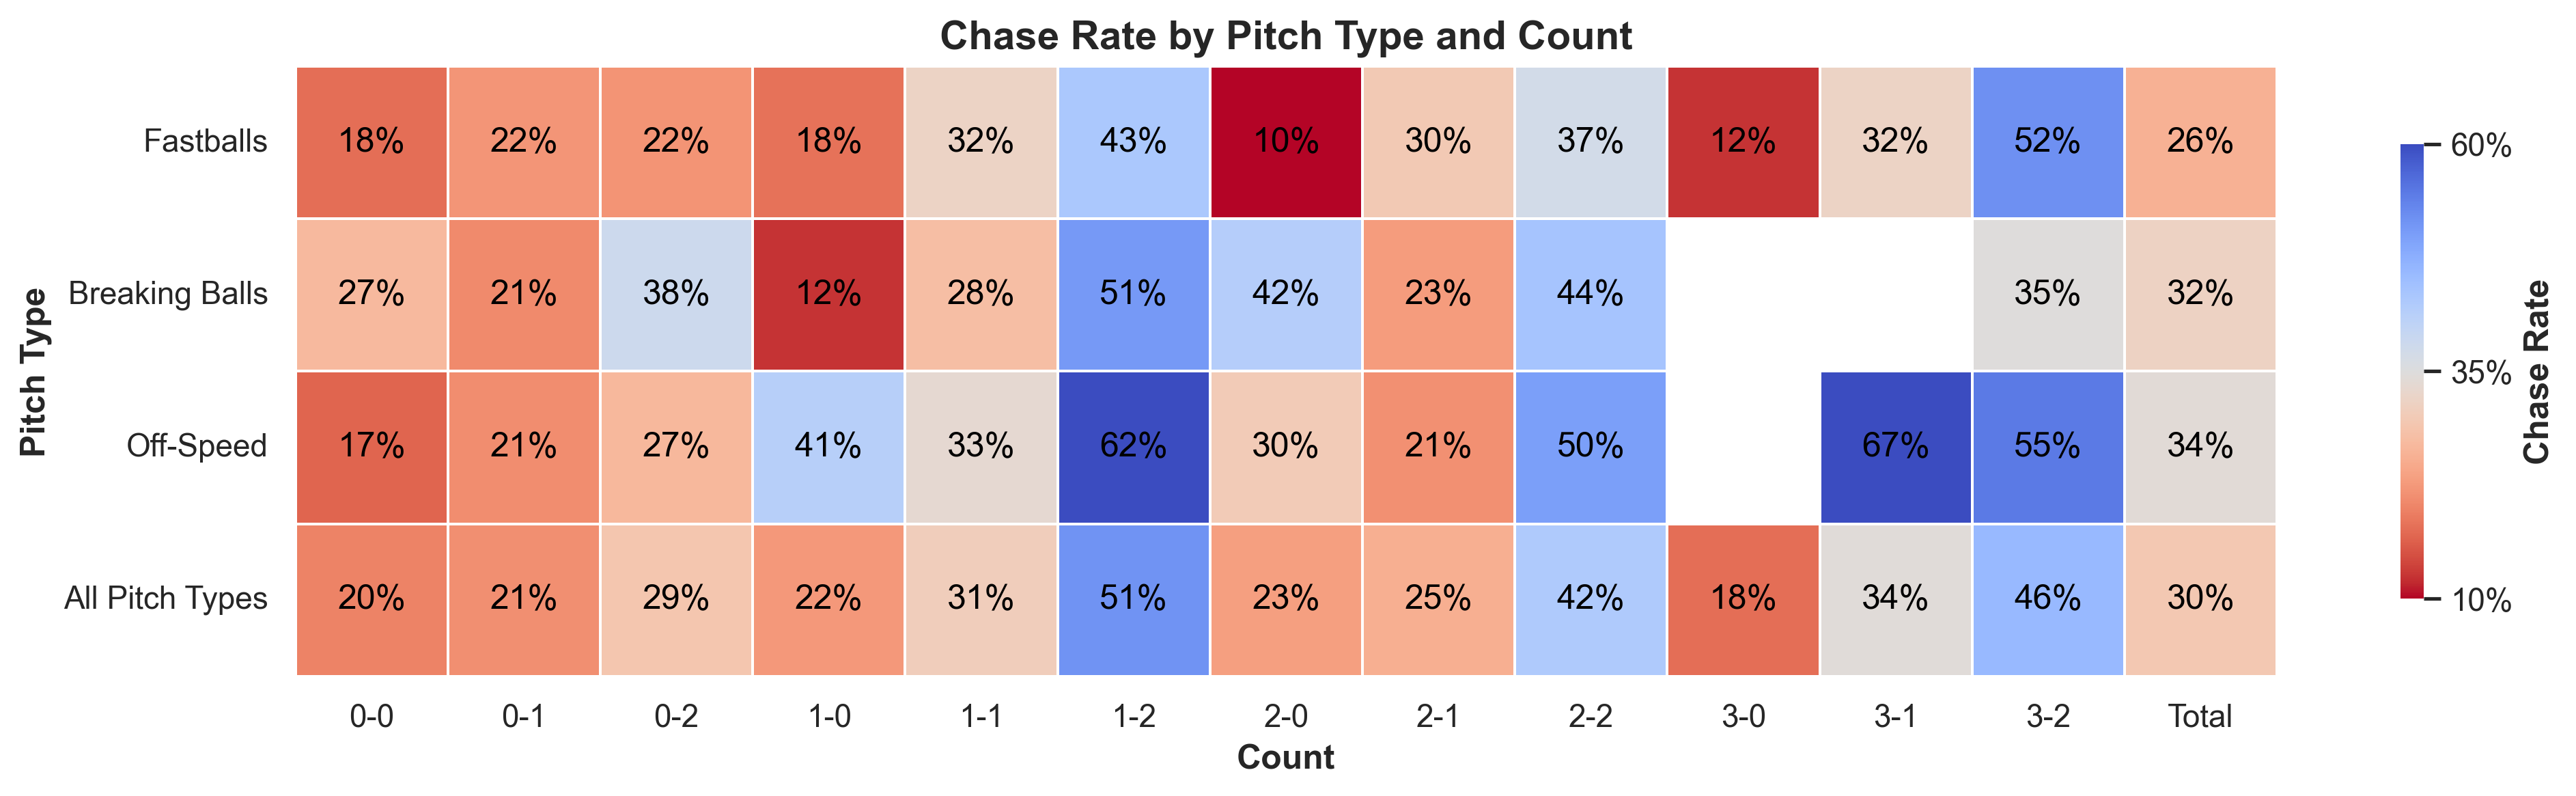 Chase Rate by Pitch Type and Count
Pitch Type
Fastballs 18% 22% 22% 18% 32% 43% 10% 30% 37% 12% 32% 52% 26%
Breaking Balls 27% 21% 38% 12% 28% 51% 42% 23% 44% 35% 32%
Off-Speed 17% 21% 27% 41% 33% 62% 30% 21% 50% 67% 55% 34%
All Pitch Types 20% 21% 29% 22% 31% 51% 23% 25% 42% 18% 34% 46% 30%
0-0 0-1 0-2 1-0 1-1 1-2 2-0 2-1 2-2 3-0 3-1 3-2 Total
Count
60%
35%
10%
Chase Rate